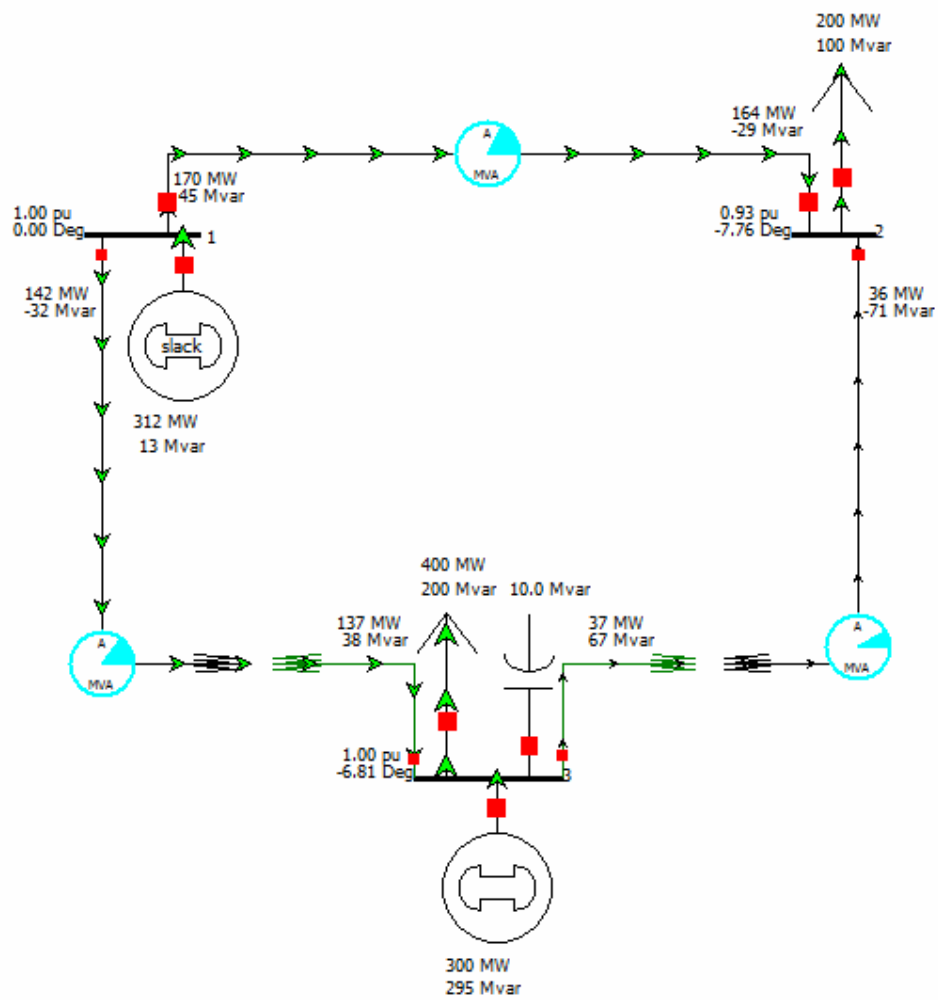 200 MW
100 Mvar
A
MVA
164 MW
-29 Mvar
170 MW
45 Mvar
1.00 pu
0.00 Deg
1
0.93 pu
-7.76 Deg
2
142 MW
-32 Mvar
36 MW
-71 Mvar
slack
312 MW
13 Mvar
400 MW
200 Mvar
10.0 Mvar
137 MW
38 Mvar
37 MW
67 Mvar
A
MVA
A
MVA
1.00 pu
-6.81 Deg
3
300 MW
295 Mvar